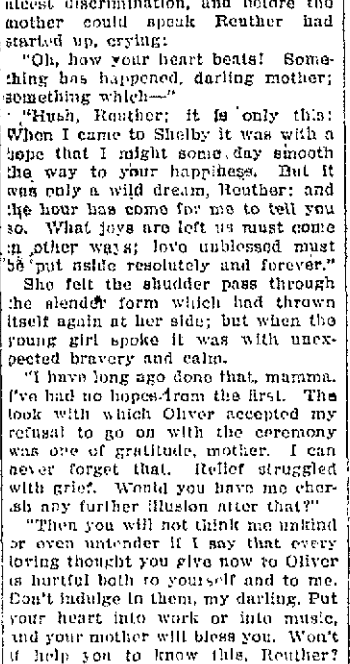 nicest discrimination, and before the
mother could speak Reuther had
started up, crying:
"Oh, how your heart beats! Some-
thing has happened, darling mother;
something which—"
"Hush, Reuther; it is only this:
When I came to Shelby it was with a
hope that I might some day smooth
the way to your happiness. But it
was only a wild dream, Reuther; and
the hour has come for me to tell you
so. What joys are left us must come
in other ways; love unblessed must
be put aside resolutely and forever."
She felt the shudder pass through
the slender form which had thrown
itself again at her side; but when the
young girl spoke it was with unex-
pected bravery and calm.
"I have long ago done that, mamma.
I've had no hopes from the first. The
look with which Oliver accepted my
refusal to go on with the ceremony
was one of gratitude, mother. I can
never forget that. Relief struggled
with grief. Would you have me cher-
ish any further illusion after that?"
"Then you will not think me unkind
or even untender if I say that every
loving thought you give now to Oliver
is hurtful both to yourself and to me.
Don't indulge in them, my darling. Put
your heart into work or into music,
and your mother will bless you. Won't
it help you to know this, Reuther?